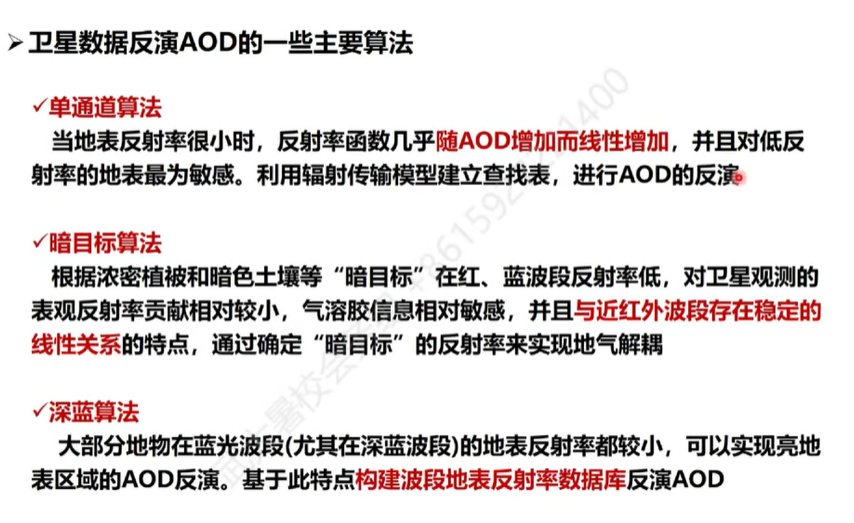 ➢卫星数据反演AOD的一些主要算法
✓单通道算法
当地表反射率很小时，反射率函数几乎随AOD增加而线性增加，并且对低反
射率的地表最为敏感。利用辐射传输模型建立查找表，进行AOD的反演
✓暗目标算法
根据浓密植被和暗色土壤等“暗目标”在红、蓝波段反射率低，对卫星观测的
表观反射率贡献相对较小，气溶胶信息相对敏感，并且与近红外波段存在稳定的
线性关系的特点，通过确定“暗目标”的反射率来实现地气解耦
✓深蓝算法
大部分地物在蓝光波段(尤其在深蓝波段)的地表反射率都较小，可以实现亮地
表区域的AOD反演。基于此特点构建波段地表反射率数据库反演AOD